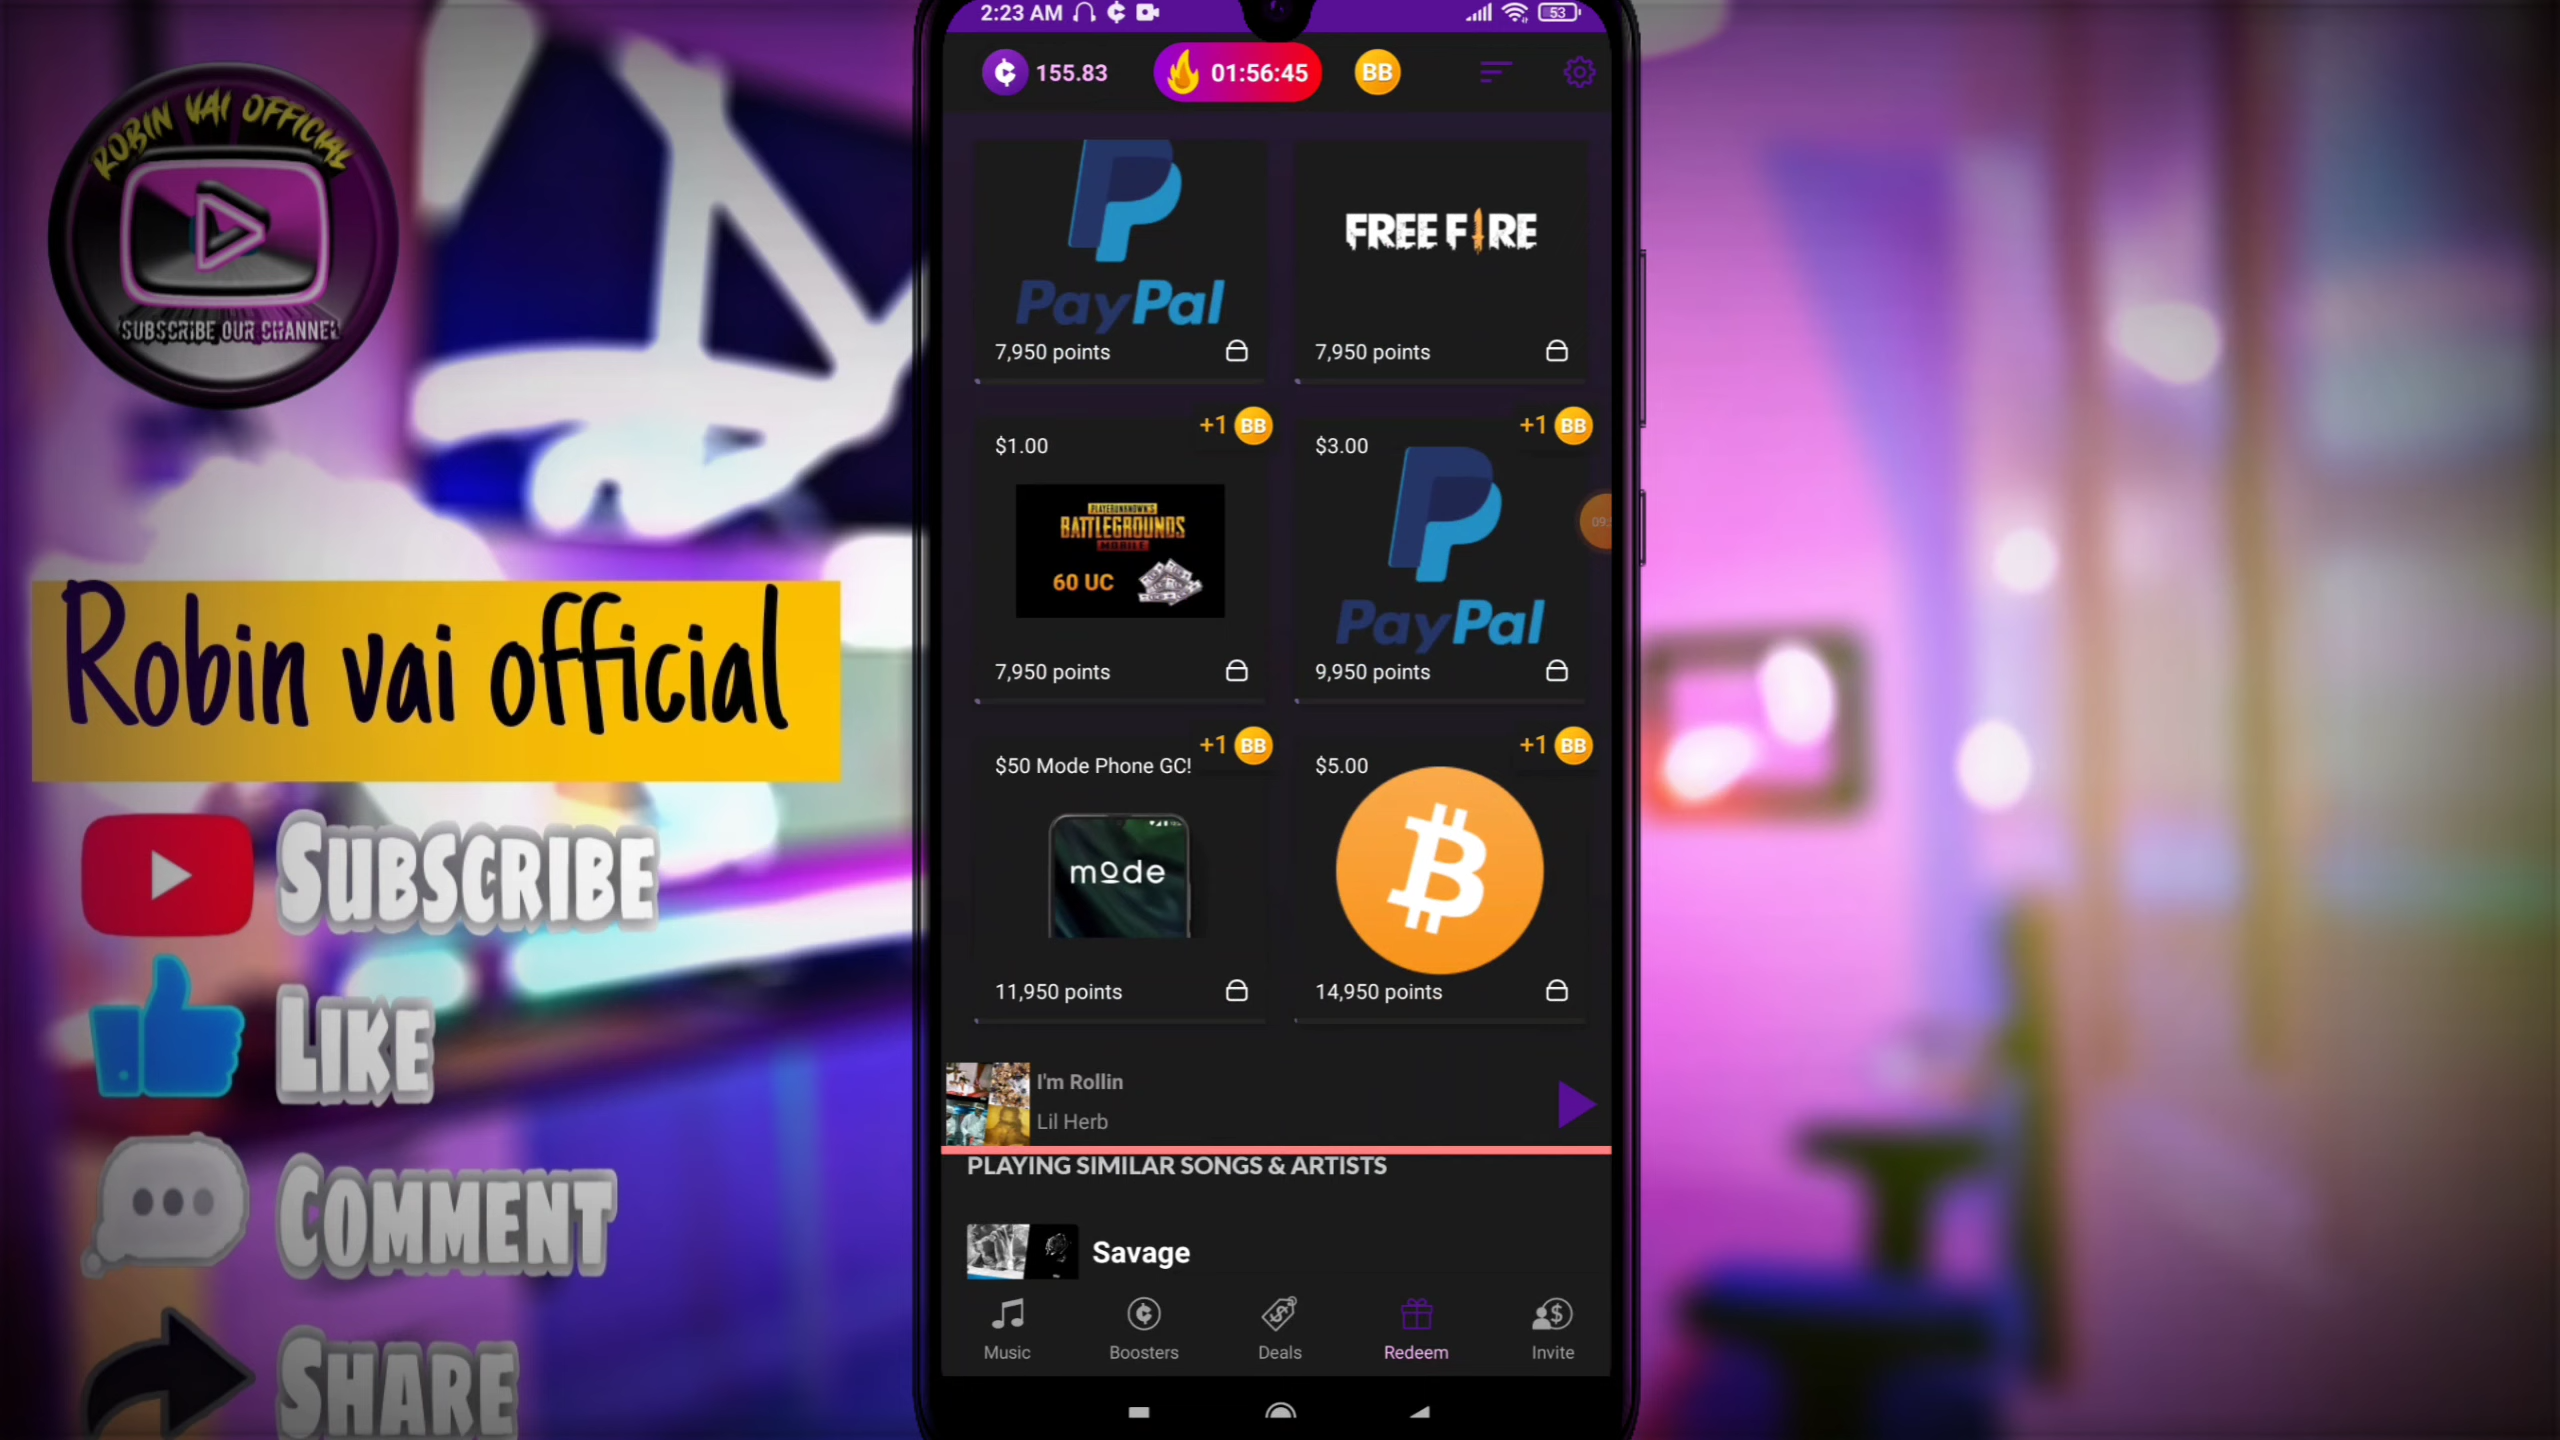 ROBIN VAI OFFICIAL
SUBSCRIBE OUR CHANNEL
Robin vai official
SUBSCRIBE
LIKE
COMMENT
SHARE
2:23 AM
53
155.83
01:56:45
BB
PayPal
7,950 points
FREE FIRE
7,950 points
+1 BB
$1.00
PLAYERUNKNOWN'S
BATTLEGROUNDS
MOBILE
60 UC
7,950 points
+1 BB
$3.00
PayPal
9,950 points
09:
+1 BB
$50 Mode Phone GC!
mode
11,950 points
+1 BB
$5.00
14,950 points
I'm Rollin
Lil Herb
PLAYING SIMILAR SONGS & ARTISTS
Savage
Music
Boosters
Deals
Redeem
Invite